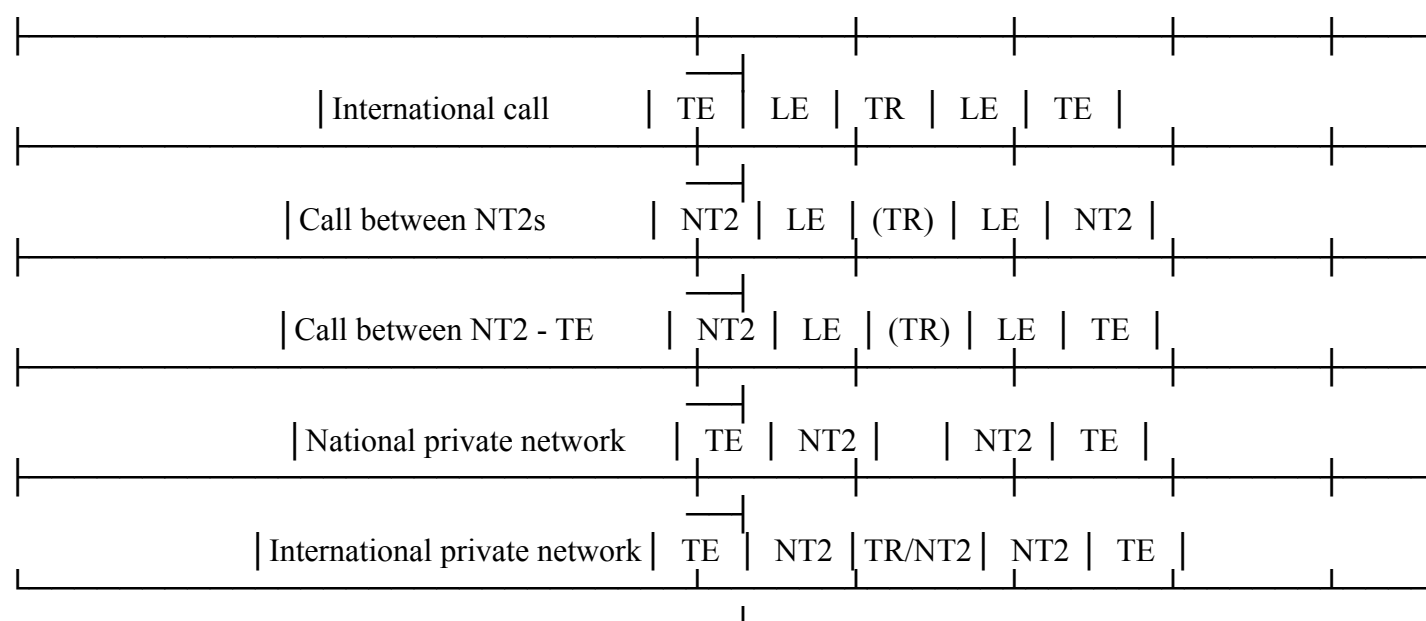 International call TE LE TR LE TE
Call between NT2s NT2 LE (TR) LE NT2
Call between NT2 - TE NT2 LE (TR) LE TE
National private network TE NT2 NT2 TE
International private network TE NT2 TR/NT2 NT2 TE